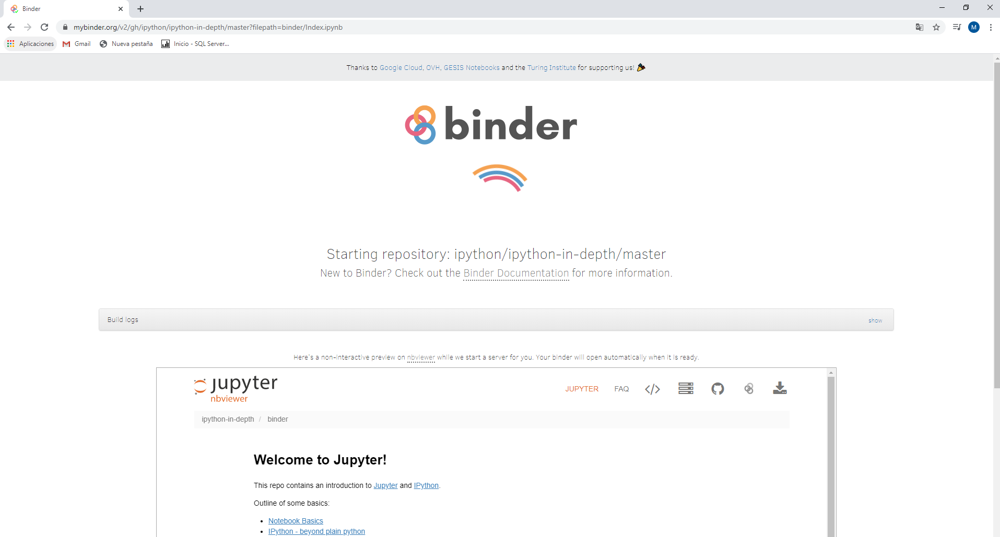 Binder
mybinder.org/v2/gh/ipython/ipython-in-depth/master?filepath=binder/Index.ipynb
M
Aplicaciones
Gmail
Nueva pestaña
Inicio - SQL Server...
Thanks to Google Cloud, OVH, GESIS Notebooks and the Turing Institute for supporting us! 🎉
binder
Starting repository: ipython/ipython-in-depth/master
New to Binder? Check out the Binder Documentation for more information.
Build logs
show
Here's a non-interactive preview on nbviewer while we start a server for you. Your binder will open automatically when it is ready.
jupyter
nbviewer
JUPYTER
FAQ
</>
ipython-in-depth / binder
Welcome to Jupyter!
This repo contains an introduction to Jupyter and IPython.
Outline of some basics:
• Notebook Basics
• IPython - beyond plain python